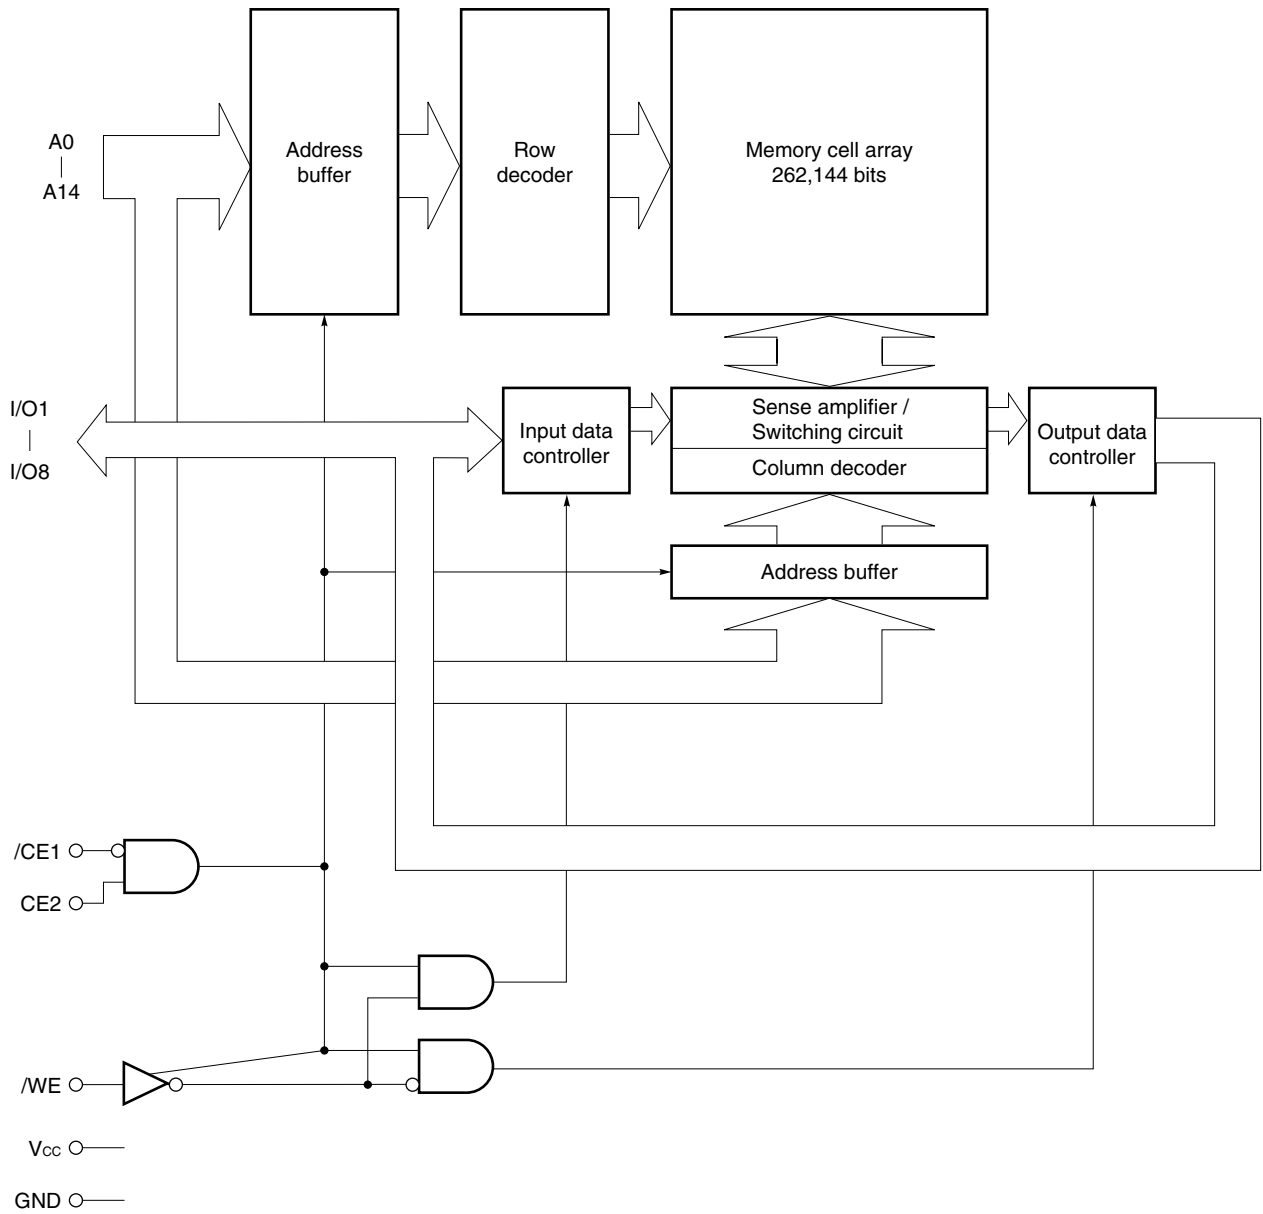 A0
A14
Address
buffer
Row
decoder
Memory cell array
262,144 bits
I/O1
I/O8
Input data
controller
Sense amplifier /
Switching circuit
Column decoder
Output data
controller
Address buffer
/CE1
CE2
/WE
VCC
GND